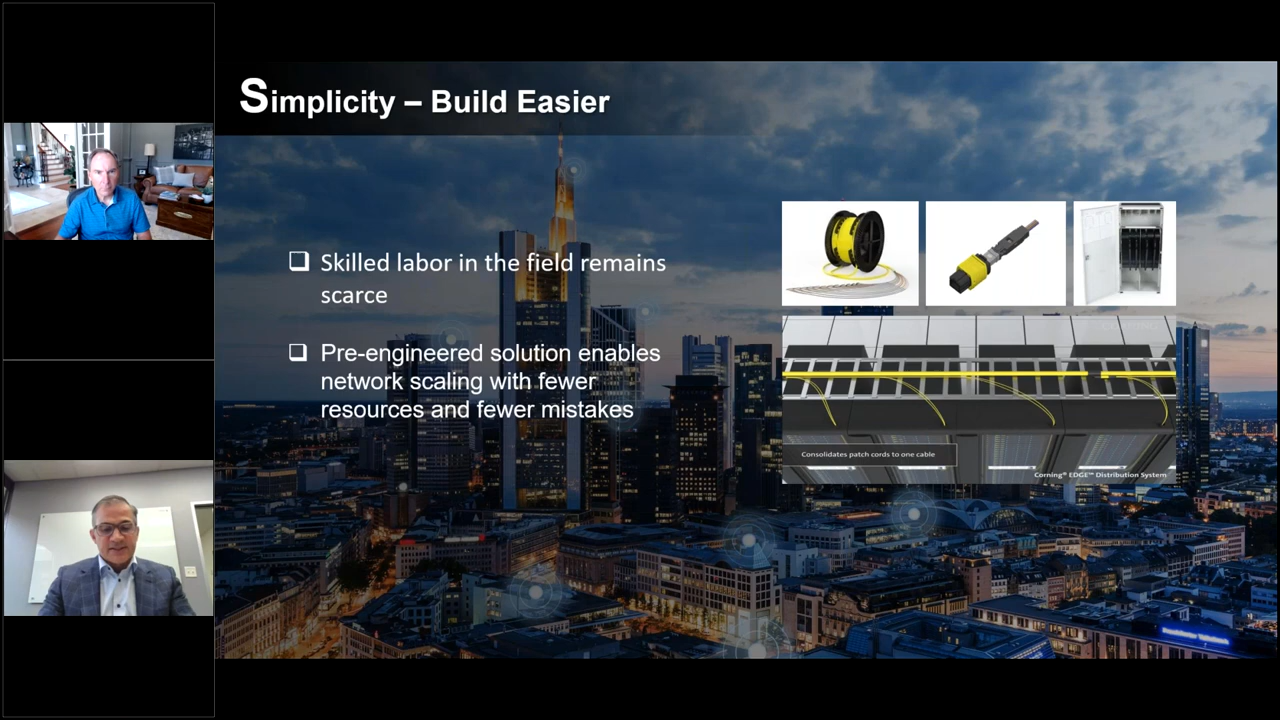 Simplicity – Build Easier
Skilled labor in the field remains
scarce
Pre-engineered solution enables
network scaling with fewer
resources and fewer mistakes
Consolidates patch cords to one cable
Corning® EDGE™ Distribution System